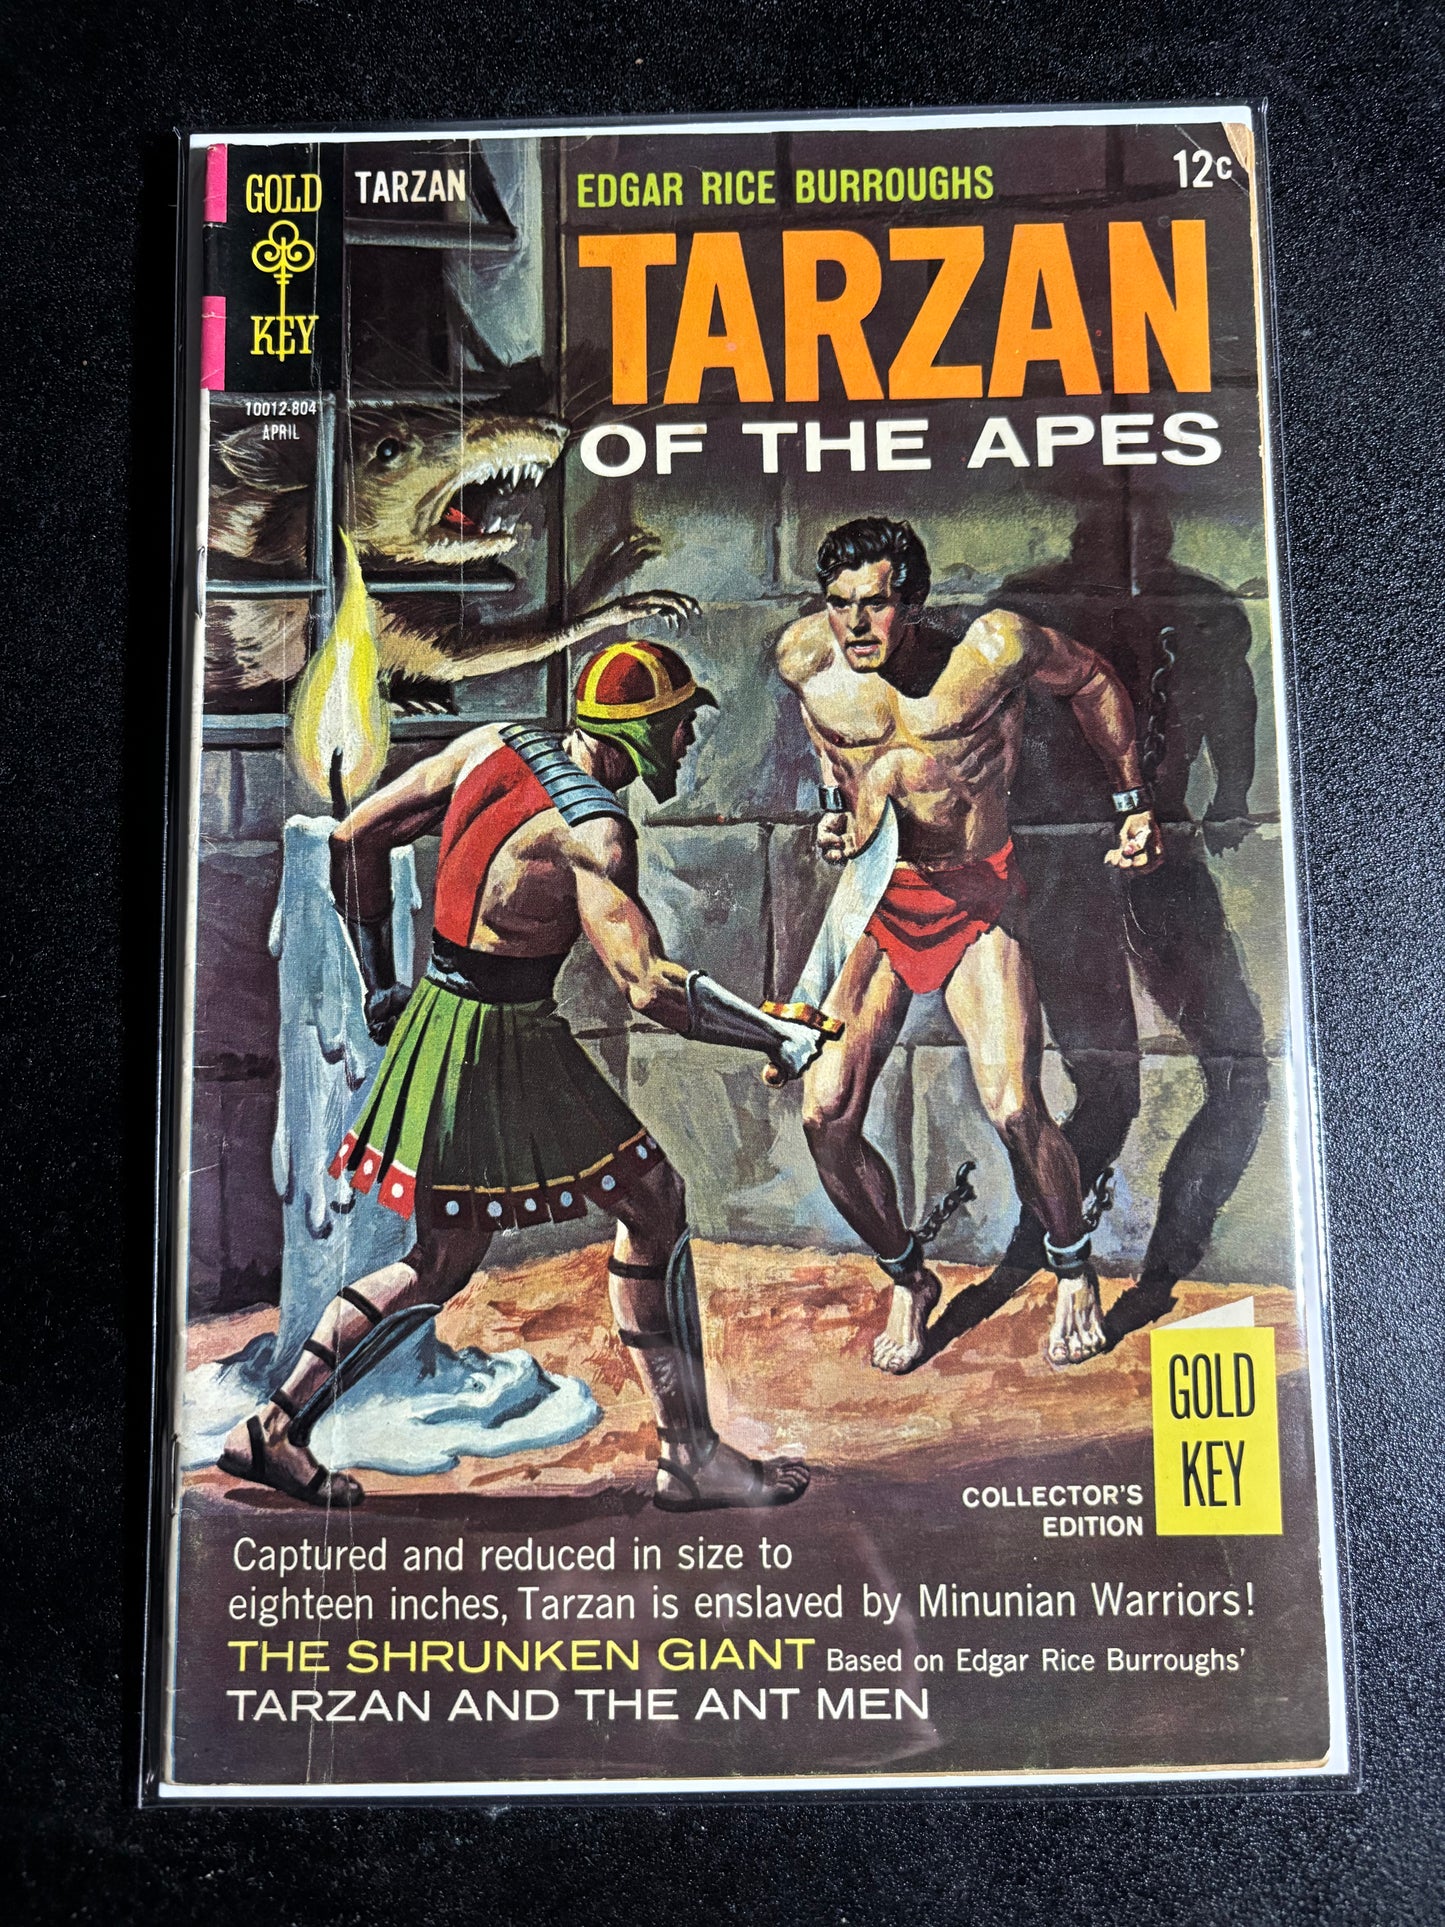 GOLD
KEY
10012-804
APRIL
TARZAN
EDGAR RICE BURROUGHS
12c
TARZAN
OF THE APES
GOLD
KEY
COLLECTOR'S
EDITION
Captured and reduced in size to
eighteen inches, Tarzan is enslaved by Minunian Warriors!
THE SHRUNKEN GIANT Based on Edgar Rice Burroughs'
TARZAN AND THE ANT MEN